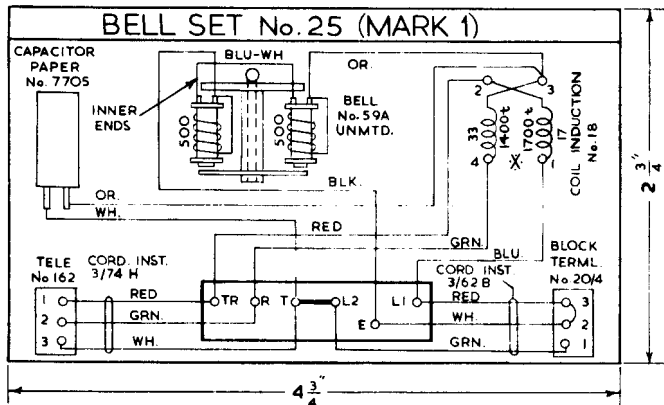 BELL SET No. 25 (MARK 1)
CAPACITOR
PAPER
No. 7705
BLU-WH
OR.
INNER
ENDS
500
500
BELL
No. 59A
UNMTD.
2
3
33
1400t
1700t
17
4
X
1
COIL INDUCTION
No. 18
BLK.
OR.
WH.
RED
GRN.
BLU.
TELE
No 162
CORD. INST.
3/74 H
CORD INST.
3/62 B
BLOCK
TERML.
No. 20/4
1
RED
TR
R
T
L2
L1
RED
3
2
GRN.
E
WH.
2
3
WH.
GRN.
1
2 3/4"
4 3/4"